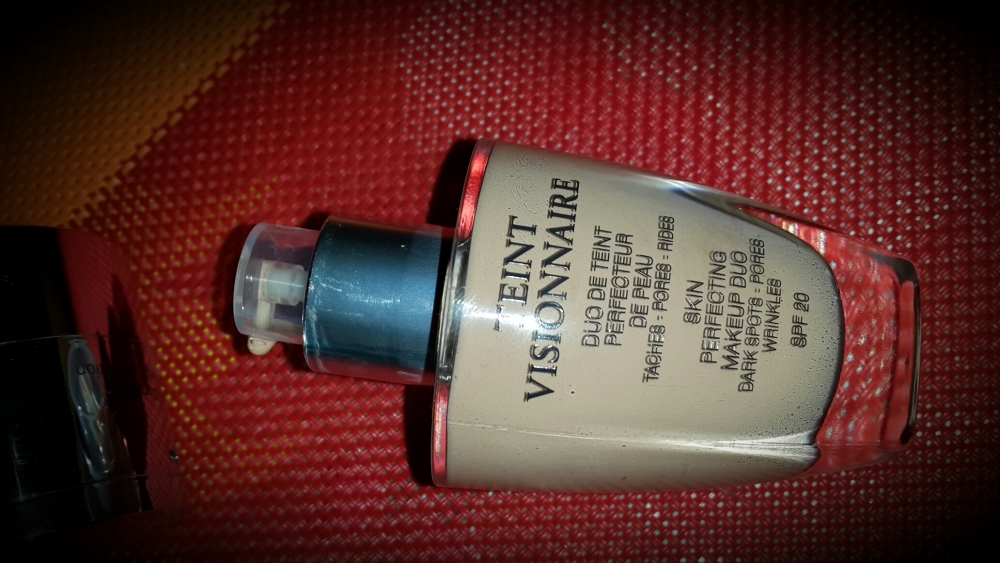 TEINT
VISIONNAIRE
DUO DE TEINT
PERFECTEUR
DE PEAU
TACHES : PORES : RIDES
SKIN
PERFECTING
MAKEUP DUO
DARK SPOTS : PORES
WRINKLES
SPF 20